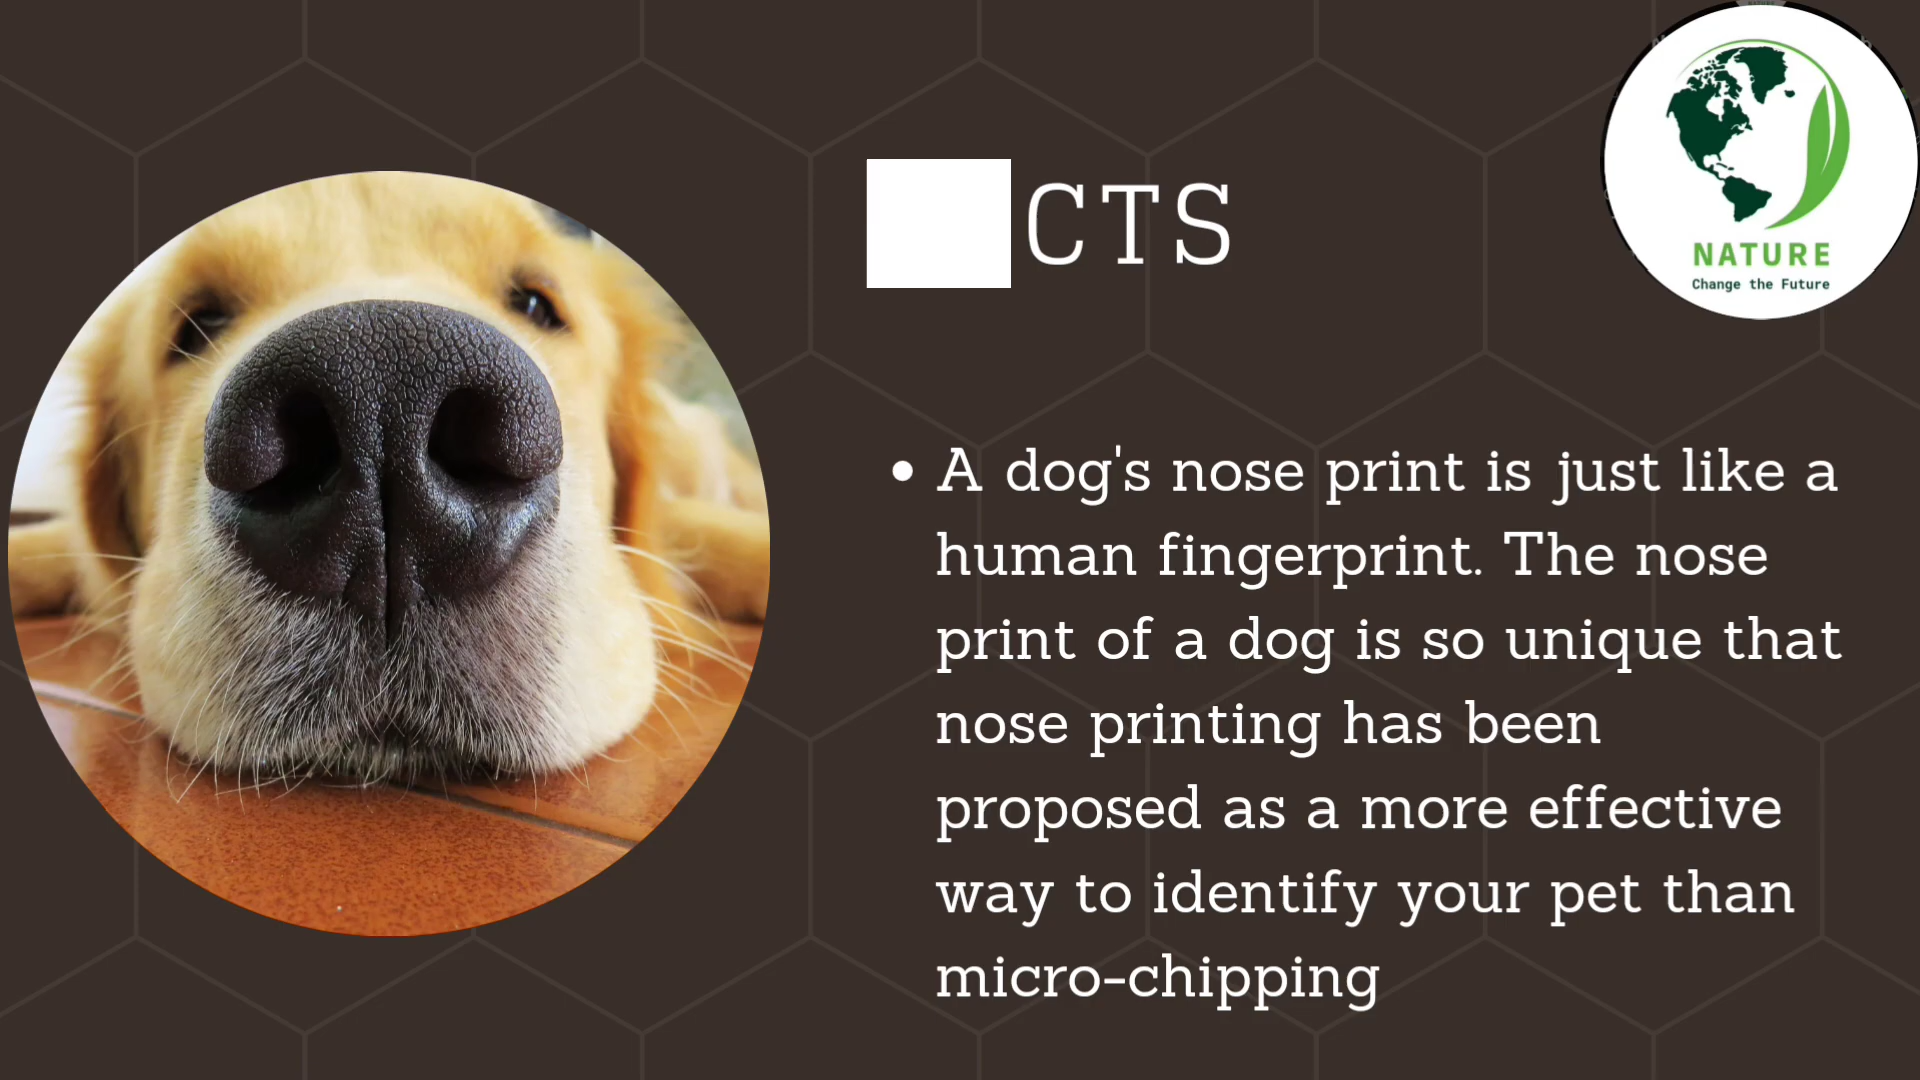 CTS
NATURE
Change the Future
• A dog's nose print is just like a
human fingerprint. The nose
print of a dog is so unique that
nose printing has been
proposed as a more effective
way to identify your pet than
micro-chipping